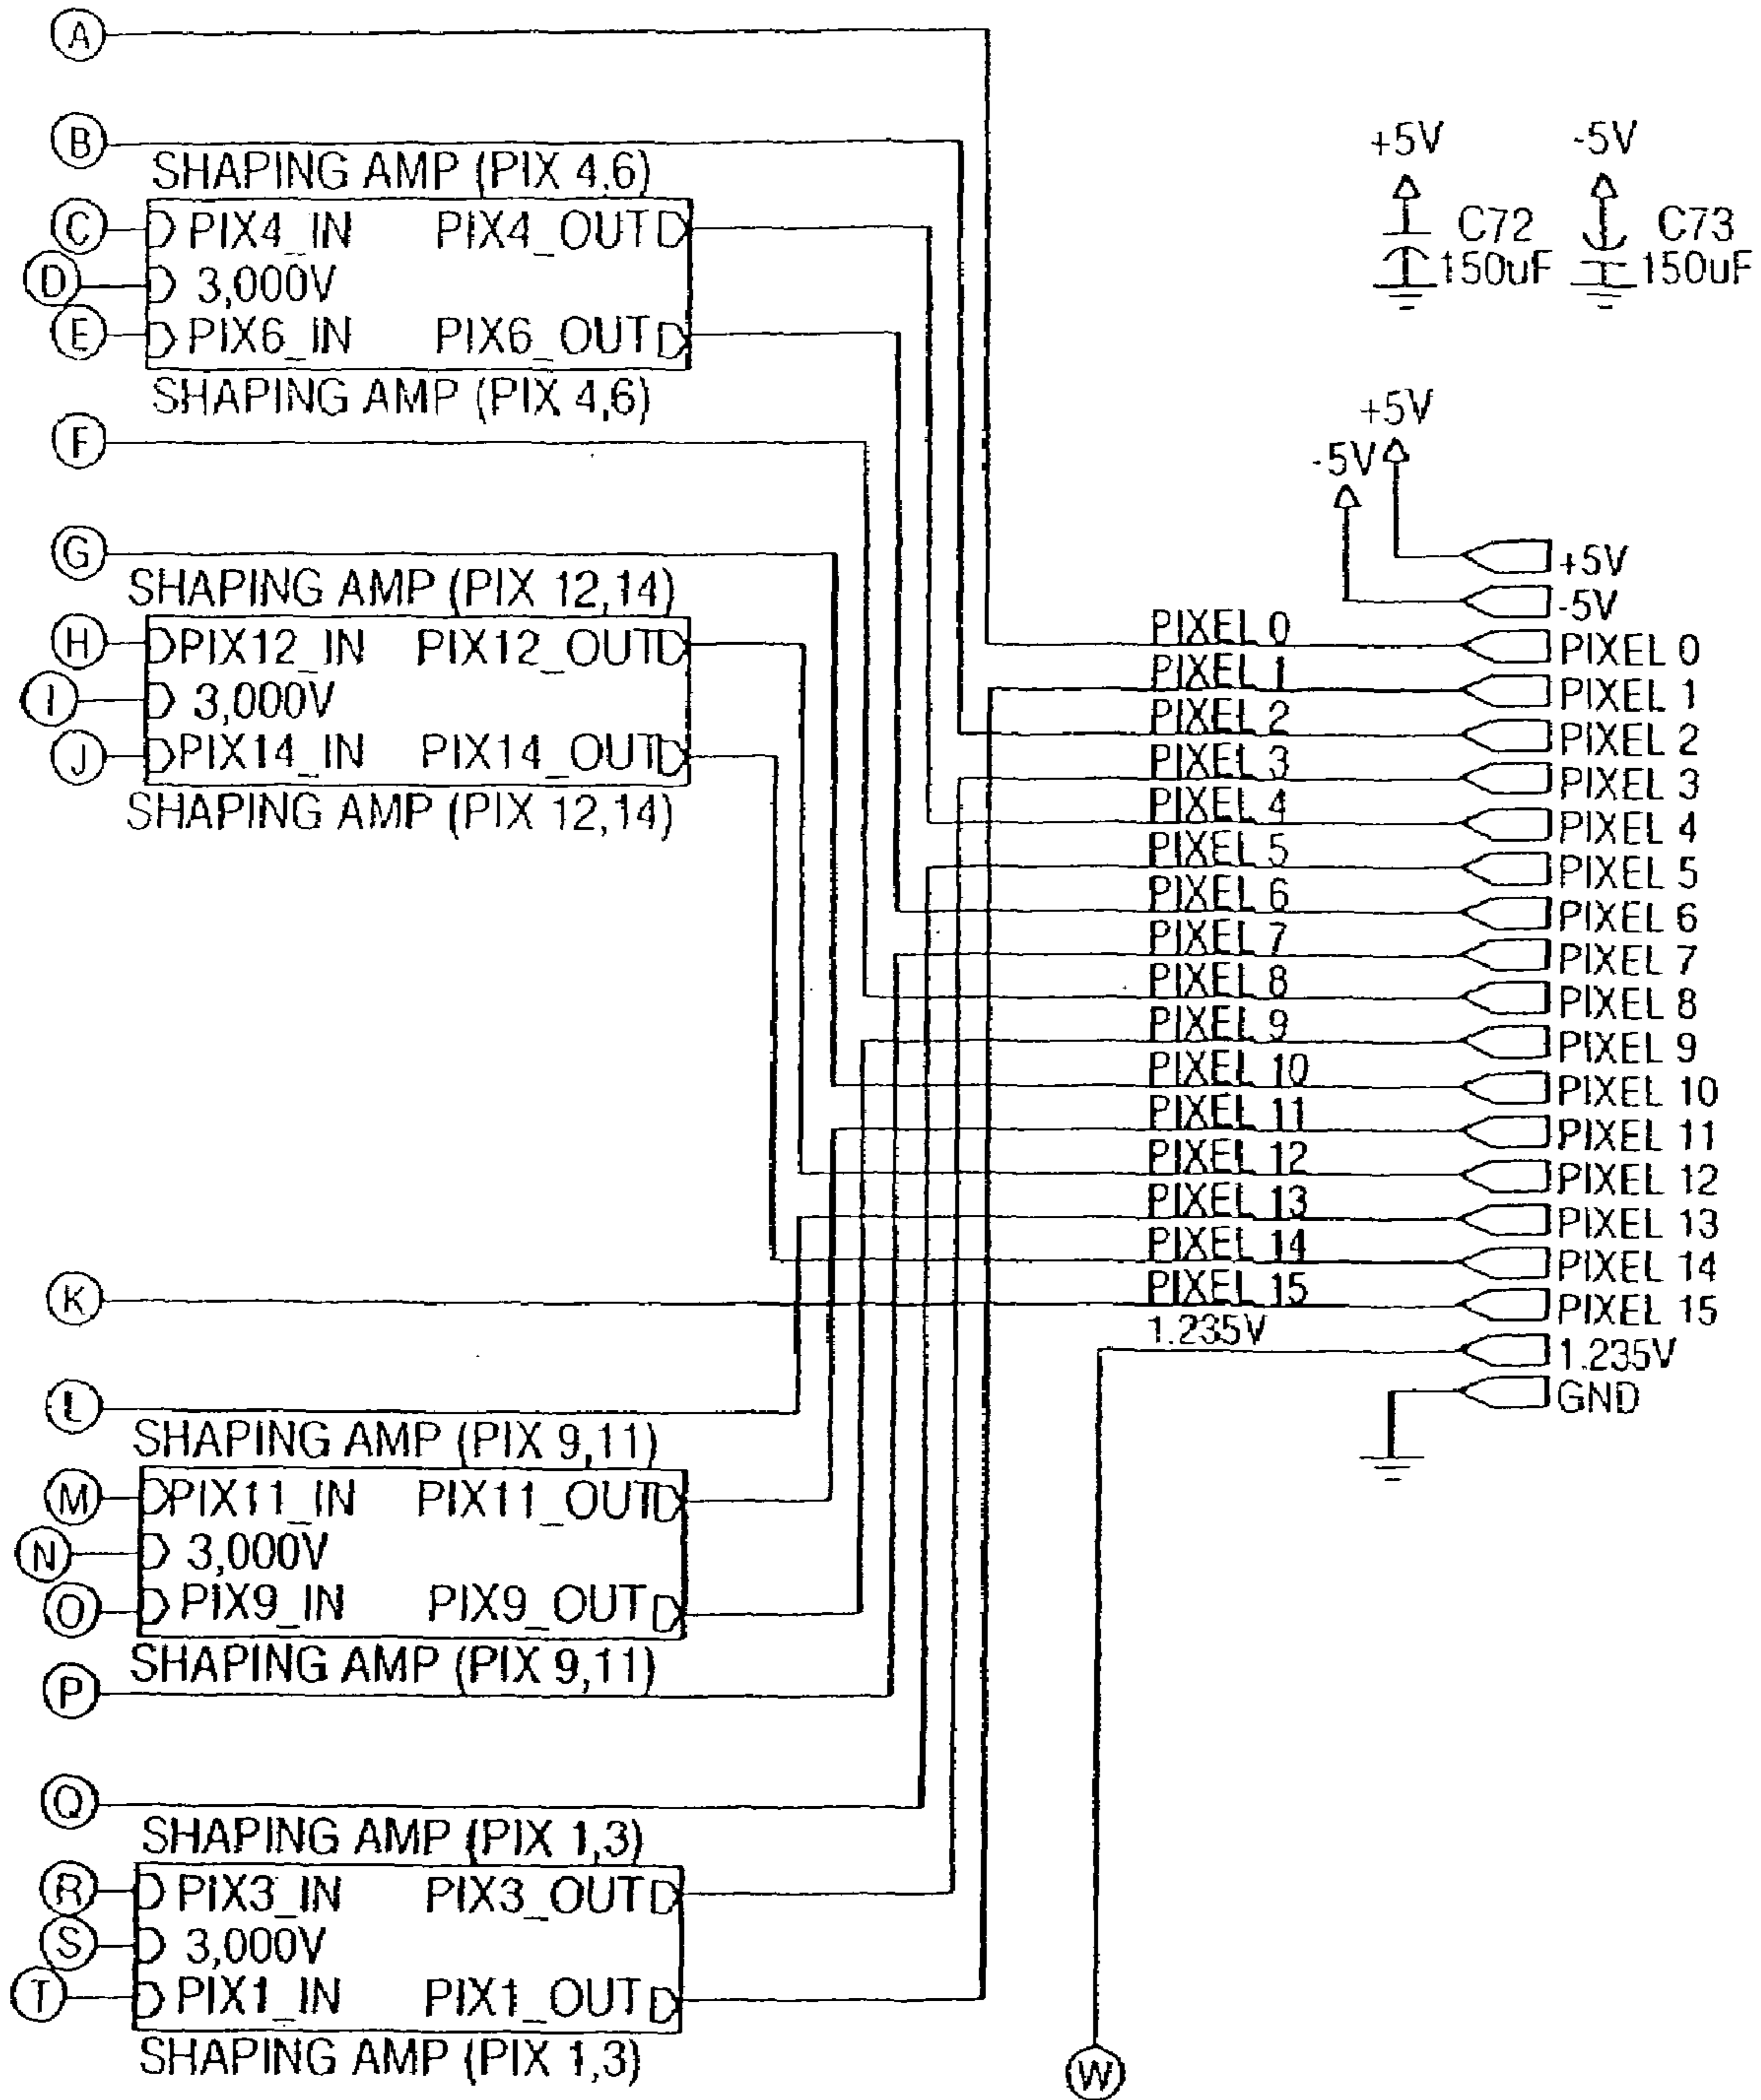 A
B
SHAPING AMP (PIX 4,6)
C PIX4_IN PIX4_OUT
D 3,000V
E PIX6_IN PIX6_OUT
SHAPING AMP (PIX 4,6)
F
G
SHAPING AMP (PIX 12,14)
H PIX12_IN PIX12_OUT
I 3,000V
J PIX14_IN PIX14_OUT
SHAPING AMP (PIX 12,14)
K
L
SHAPING AMP (PIX 9,11)
M PIX11_IN PIX11_OUT
N 3,000V
O PIX9_IN PIX9_OUT
SHAPING AMP (PIX 9,11)
P
Q
SHAPING AMP (PIX 1,3)
R PIX3_IN PIX3_OUT
S 3,000V
T PIX1_IN PIX1_OUT
SHAPING AMP (PIX 1,3)
+5V -5V
C72 C73
150uF 150uF
+5V
-5V
+5V
-5V
PIXEL 0 PIXEL 0
PIXEL 1 PIXEL 1
PIXEL 2 PIXEL 2
PIXEL 3 PIXEL 3
PIXEL 4 PIXEL 4
PIXEL 5 PIXEL 5
PIXEL 6 PIXEL 6
PIXEL 7 PIXEL 7
PIXEL 8 PIXEL 8
PIXEL 9 PIXEL 9
PIXEL 10 PIXEL 10
PIXEL 11 PIXEL 11
PIXEL 12 PIXEL 12
PIXEL 13 PIXEL 13
PIXEL 14 PIXEL 14
PIXEL 15 PIXEL 15
1.235V 1.235V
GND
W